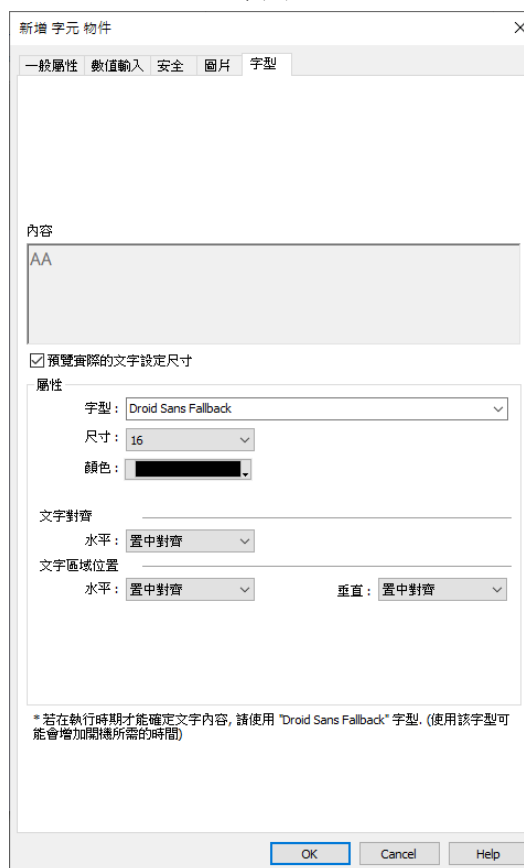 新增 字元 物件
一般屬性 數值輸入 安全 圖片 字型
內容
AA
預覽實際的文字設定尺寸
屬性
字型： Droid Sans Fallback
尺寸： 16
顏色：
文字對齊
水平： 置中對齊
文字區域位置
水平： 置中對齊 垂直： 置中對齊
* 若在執行時期才能確定文字內容, 請使用 "Droid Sans Fallback" 字型. (使用該字型可
能會增加開機所需的時間)
OK Cancel Help